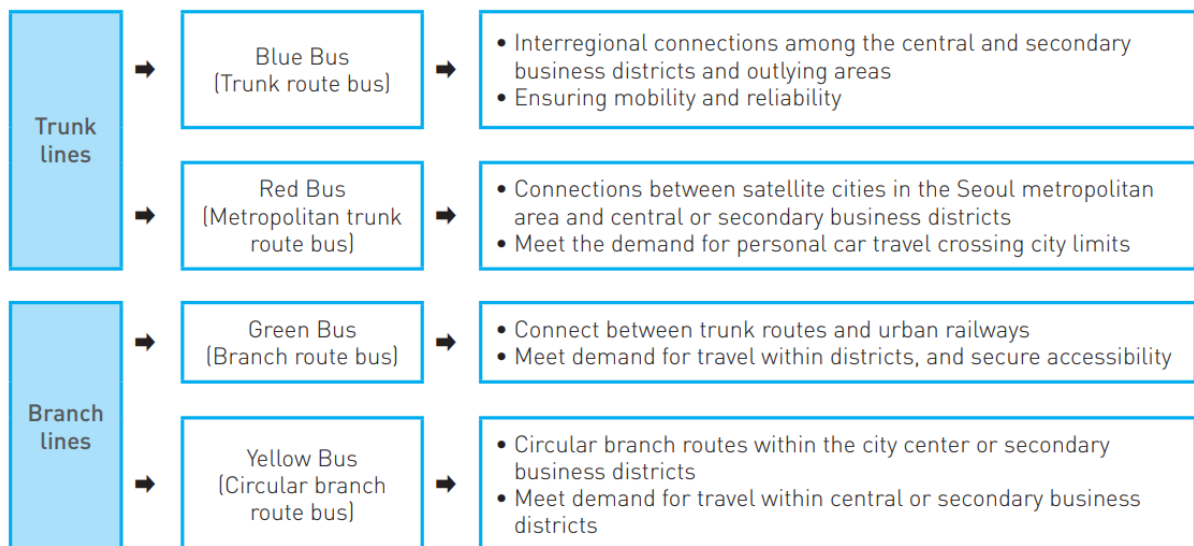 Trunk
lines
Blue Bus
(Trunk route bus)
• Interregional connections among the central and secondary
business districts and outlying areas
• Ensuring mobility and reliability
Red Bus
(Metropolitan trunk
route bus)
• Connections between satellite cities in the Seoul metropolitan
area and central or secondary business districts
• Meet the demand for personal car travel crossing city limits
Branch
lines
Green Bus
(Branch route bus)
• Connect between trunk routes and urban railways
• Meet demand for travel within districts, and secure accessibility
Yellow Bus
(Circular branch
route bus)
• Circular branch routes within the city center or secondary
business districts
• Meet demand for travel within central or secondary business
districts